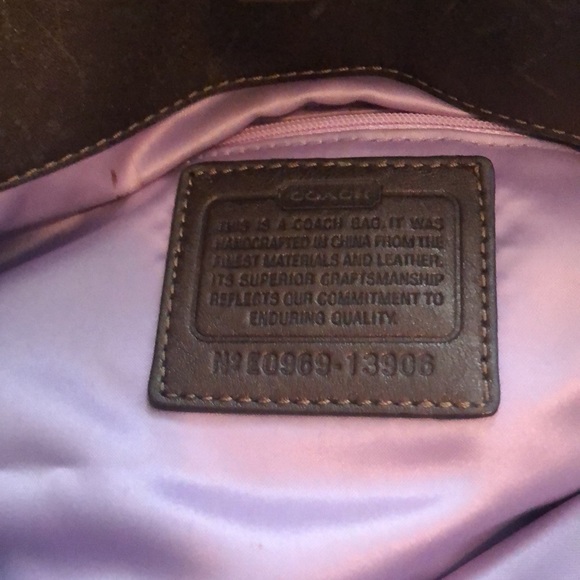 COACH
THIS IS A COACH BAG. IT WAS
HANDCRAFTED IN CHINA FROM THE
FINEST MATERIALS AND LEATHER.
ITS SUPERIOR CRAFTSMANSHIP
REFLECTS OUR COMMITMENT TO
ENDURING QUALITY.
Nº E0969-13906